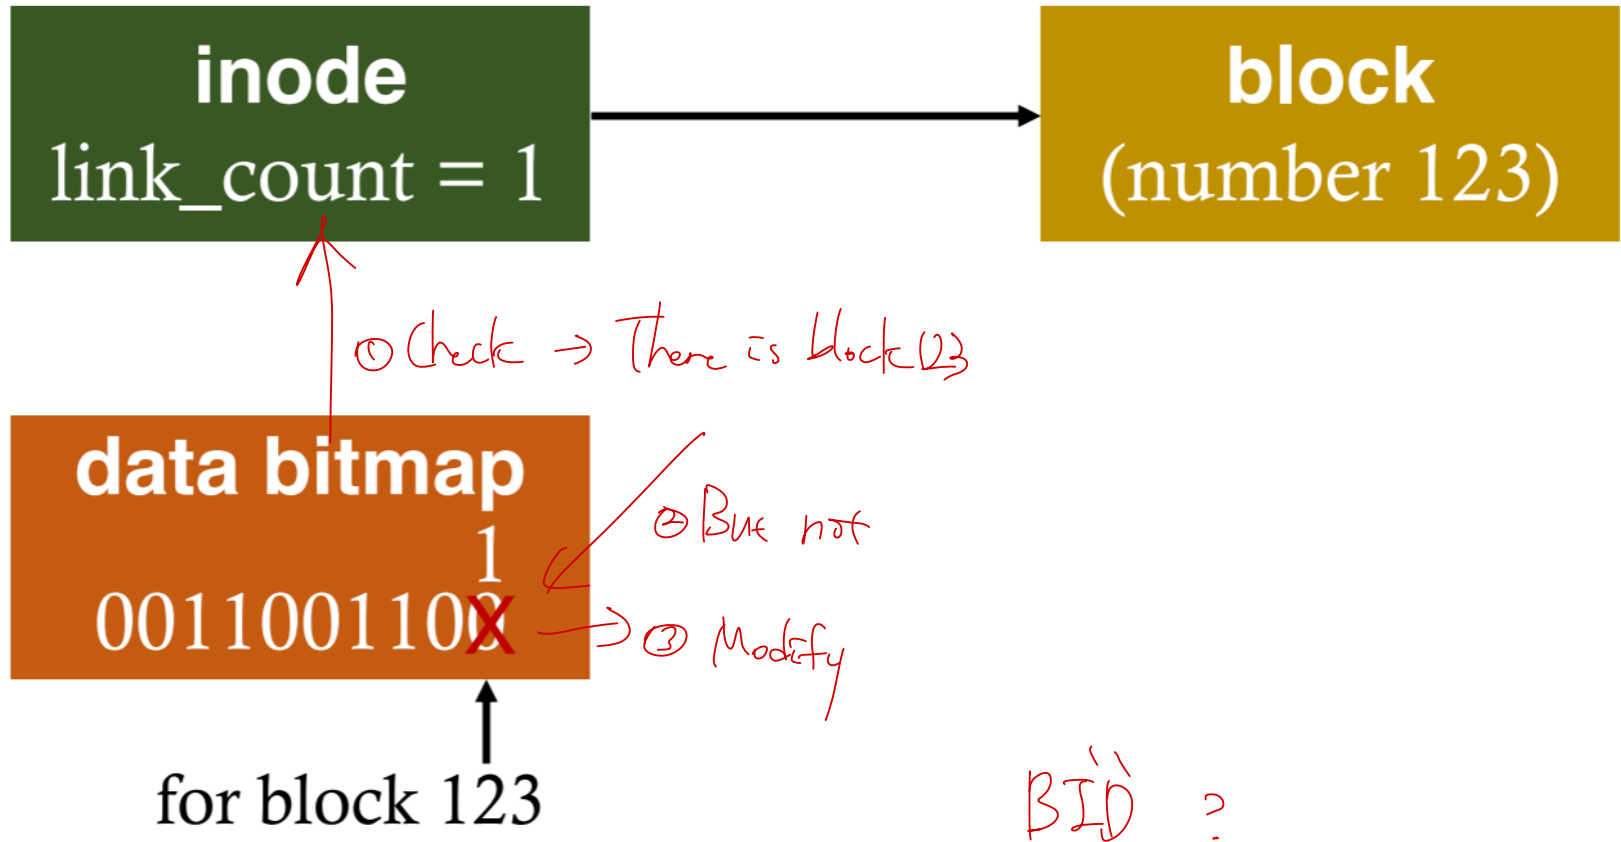 inode
link_count = 1
block
(number 123)
① Check → There is block 123
data bitmap
1
00110011000
② But not
X
③ Modify
for block 123
BID ?